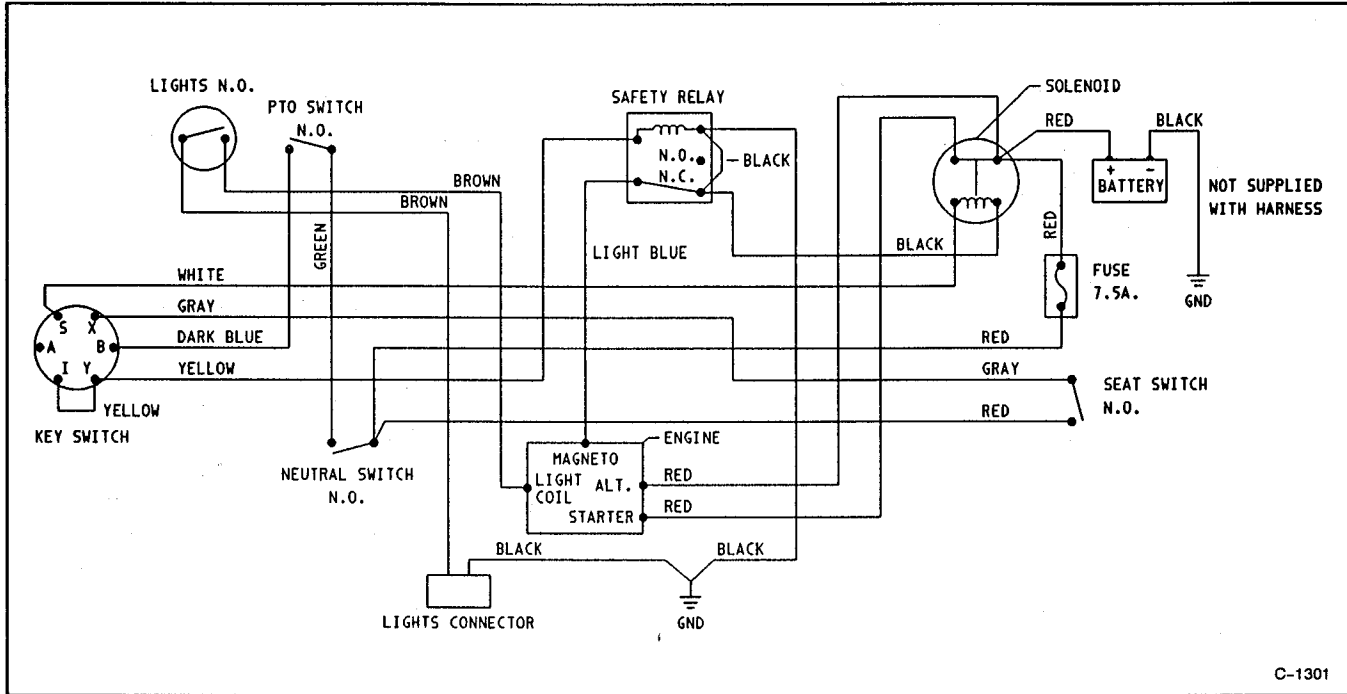 LIGHTS N.O.
PTO SWITCH
N.O.
SAFETY RELAY
N.O.
N.C.
BLACK
SOLENOID
RED
BLACK
+ -
BATTERY
NOT SUPPLIED
WITH HARNESS
BROWN
BROWN
GREEN
LIGHT BLUE
BLACK
RED
FUSE
7.5A.
GND
WHITE
GRAY
DARK BLUE
YELLOW
S X
A B
I Y
YELLOW
KEY SWITCH
RED
GRAY
RED
SEAT SWITCH
N.O.
NEUTRAL SWITCH
N.O.
ENGINE
MAGNETO
LIGHT
COIL
ALT.
STARTER
RED
RED
BLACK
BLACK
LIGHTS CONNECTOR
GND
C-1301